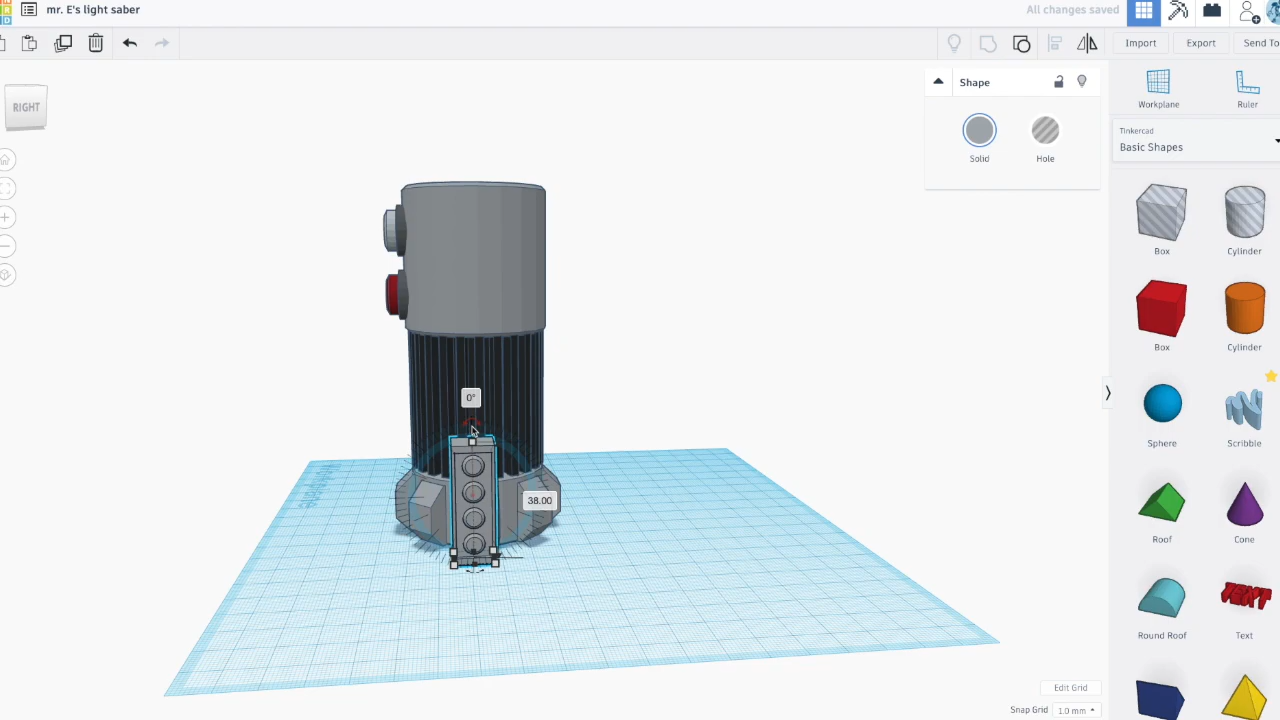 mr. E's light saber
All changes saved
Import
Export
Send To
RIGHT
Shape
Solid
Hole
Workplane
Ruler
Tinkercad
Basic Shapes
Box
Cylinder
Box
Cylinder
Sphere
Scribble
Roof
Cone
Round Roof
Text
TEXT
0°
38.00
Edit Grid
Snap Grid
1.0 mm